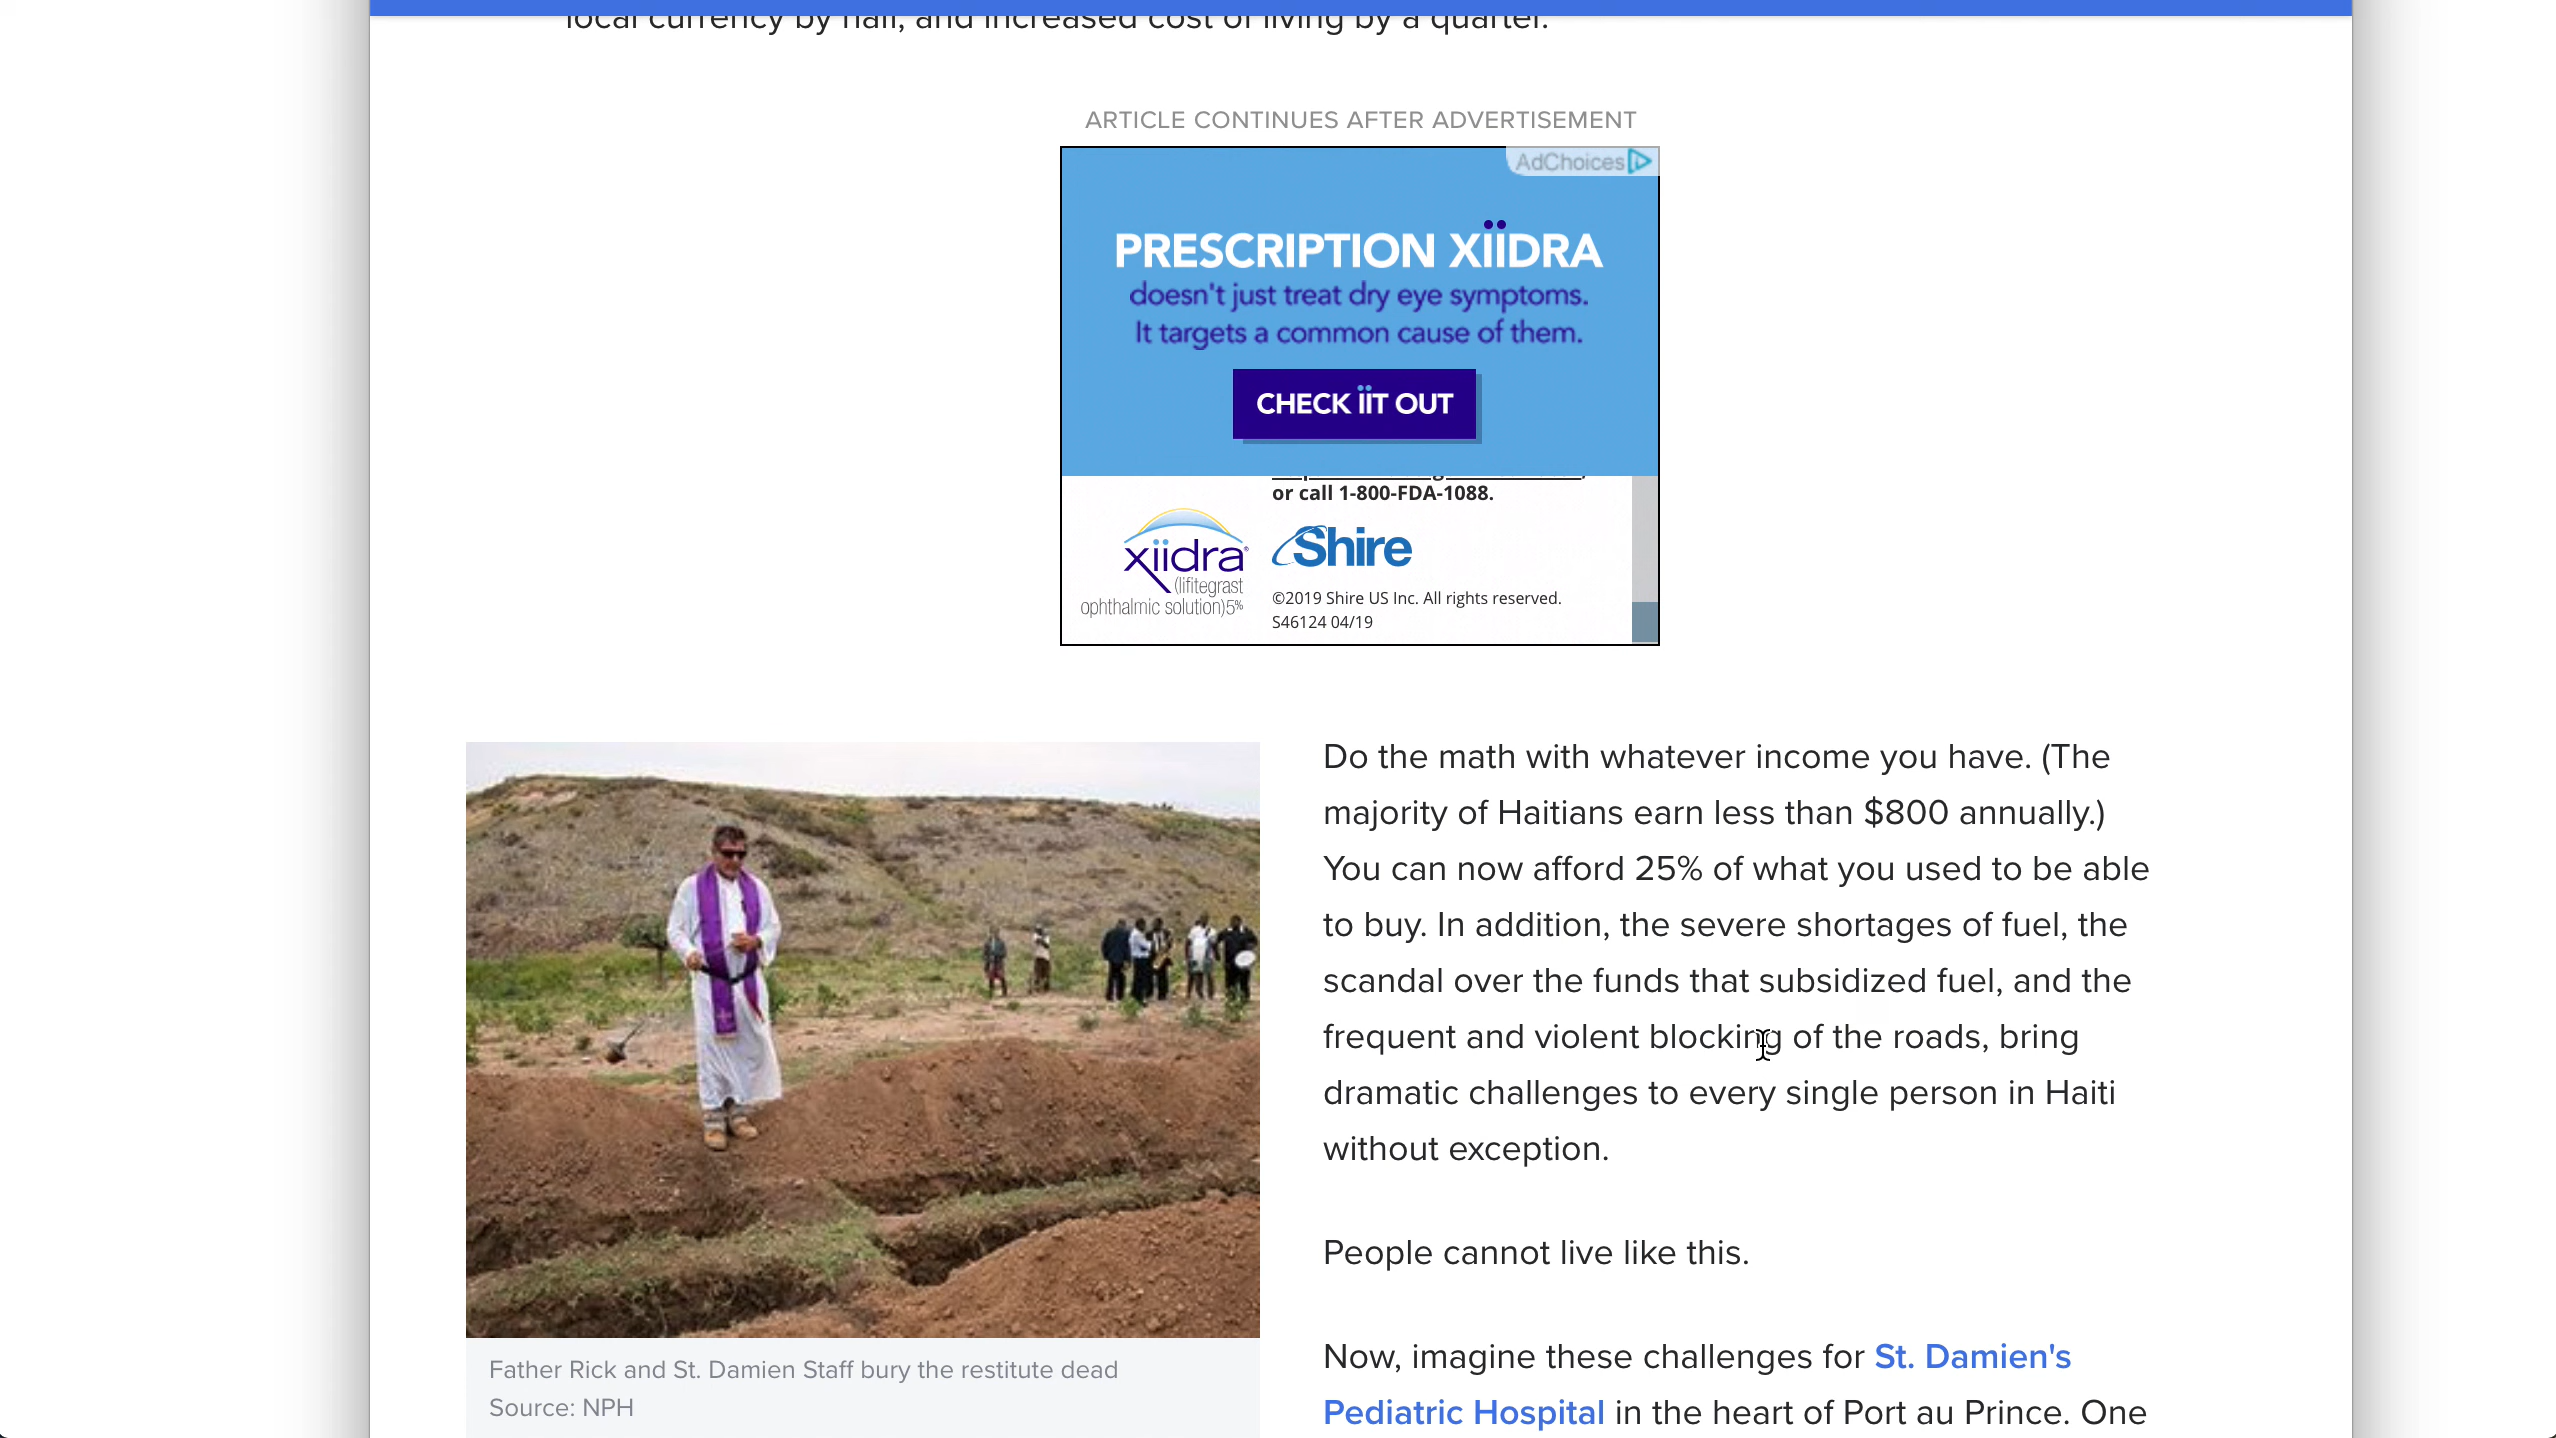 local currency by half, and increased cost of living by a quarter.
ARTICLE CONTINUES AFTER ADVERTISEMENT
AdChoices
PRESCRIPTION XïïDRA
doesn't just treat dry eye symptoms.
It targets a common cause of them.
CHECK ïïT OUT
or call 1-800-FDA-1088.
xiidra®
(lifitegrast
ophthalmic solution)5%
Shire
©2019 Shire US Inc. All rights reserved.
S46124 04/19
Do the math with whatever income you have. (The
majority of Haitians earn less than $800 annually.)
You can now afford 25% of what you used to be able
to buy. In addition, the severe shortages of fuel, the
scandal over the funds that subsidized fuel, and the
frequent and violent blocking of the roads, bring
dramatic challenges to every single person in Haiti
without exception.
People cannot live like this.
Now, imagine these challenges for St. Damien's
Pediatric Hospital in the heart of Port au Prince. One
Father Rick and St. Damien Staff bury the restitute dead
Source: NPH